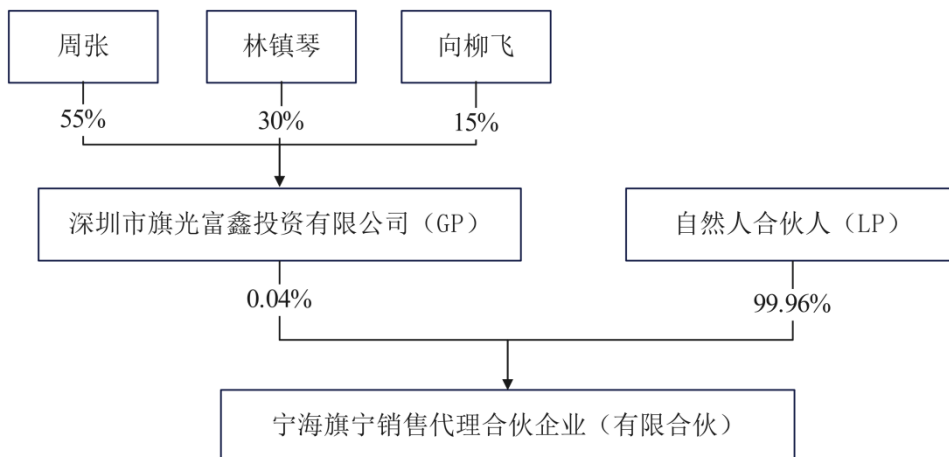 周张
林镇琴
向柳飞
55%
30%
15%
深圳市旗光富鑫投资有限公司（GP）
自然人合伙人（LP）
0.04%
99.96%
宁海旗宁销售代理合伙企业（有限合伙）